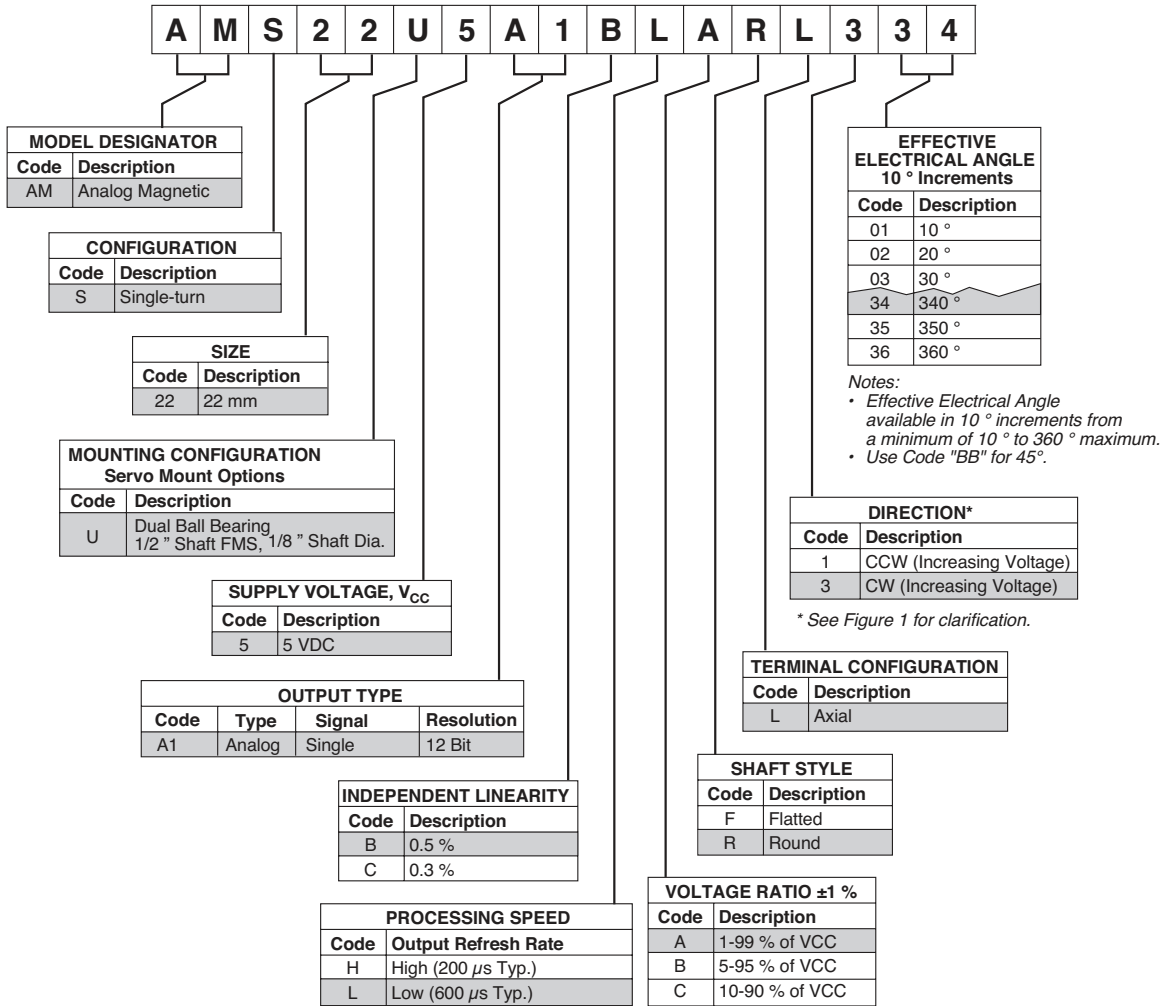 A M S 2 2 U 5 A 1 B L A R L 3 3 4
MODEL DESIGNATOR
Code Description
AM Analog Magnetic
CONFIGURATION
Code Description
S Single-turn
SIZE
Code Description
22 22 mm
MOUNTING CONFIGURATION
Servo Mount Options
Code Description
U Dual Ball Bearing
1/2 " Shaft FMS, 1/8 " Shaft Dia.
SUPPLY VOLTAGE, VCC
Code Description
5 5 VDC
OUTPUT TYPE
Code Type Signal Resolution
A1 Analog Single 12 Bit
INDEPENDENT LINEARITY
Code Description
B 0.5 %
C 0.3 %
PROCESSING SPEED
Code Output Refresh Rate
H High (200 µs Typ.)
L Low (600 µs Typ.)
EFFECTIVE
ELECTRICAL ANGLE
10 ° Increments
Code Description
01 10 °
02 20 °
03 30 °
34 340 °
35 350 °
36 360 °
Notes:
• Effective Electrical Angle
available in 10 ° increments from
a minimum of 10 ° to 360 ° maximum.
• Use Code "BB" for 45°.
DIRECTION*
Code Description
1 CCW (Increasing Voltage)
3 CW (Increasing Voltage)
* See Figure 1 for clarification.
TERMINAL CONFIGURATION
Code Description
L Axial
SHAFT STYLE
Code Description
F Flatted
R Round
VOLTAGE RATIO ±1 %
Code Description
A 1-99 % of VCC
B 5-95 % of VCC
C 10-90 % of VCC